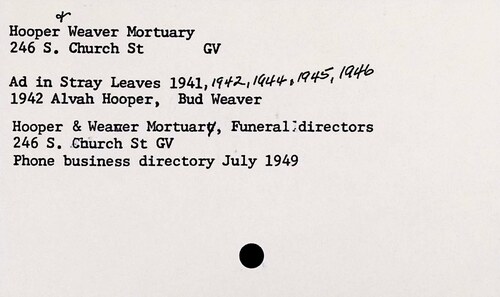 Hooper & Weaver Mortuary
246 S. Church St GV
Ad in Stray Leaves 1941, 1942, 1944, 1945, 1946
1942 Alvah Hooper, Bud Weaver
Hooper & Weaver Mortuary, Funeral directors
246 S. Church St GV
Phone business directory July 1949